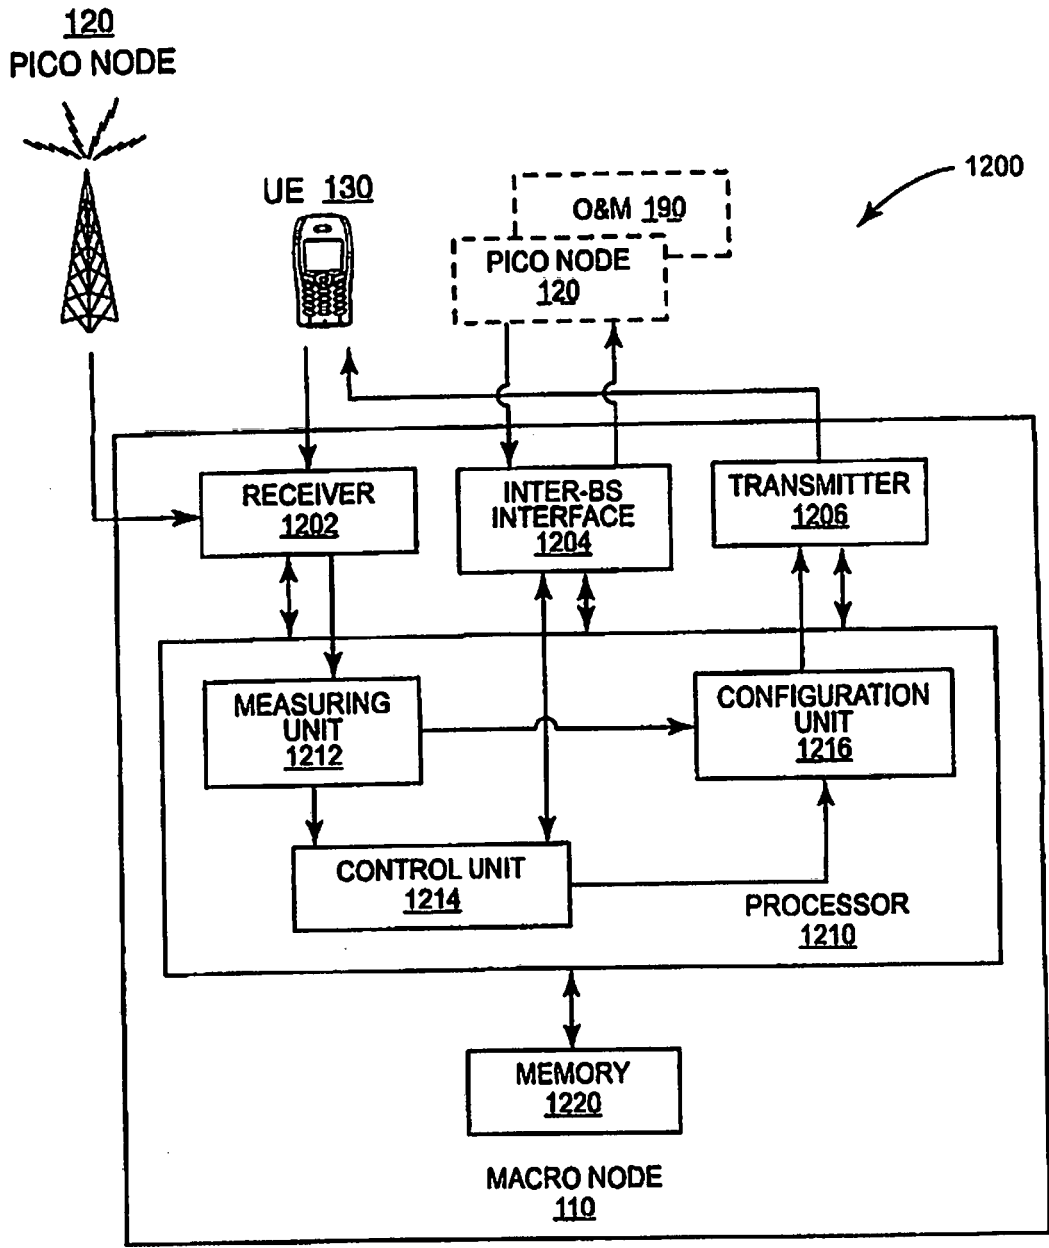 120
PICO NODE
UE 130
O&M 190
1200
PICO NODE
120
RECEIVER
1202
INTER-BS
INTERFACE
1204
TRANSMITTER
1206
MEASURING
UNIT
1212
CONFIGURATION
UNIT
1216
CONTROL UNIT
1214
PROCESSOR
1210
MEMORY
1220
MACRO NODE
110